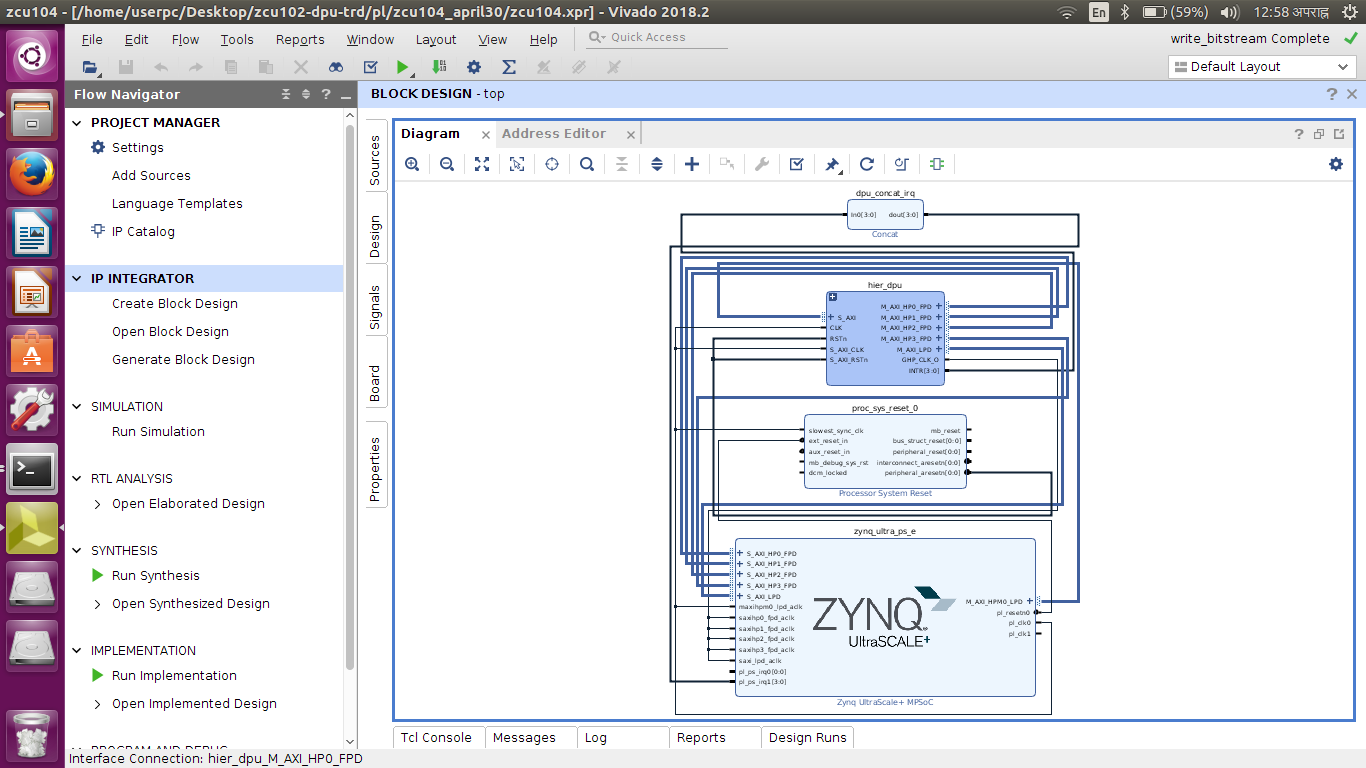 zcu104 - [/home/userpc/Desktop/zcu102-dpu-trd/pl/zcu104_april30/zcu104.xpr] - Vivado 2018.2
En
(59%)
12:58 अपराह्न
File Edit Flow Tools Reports Window Layout View Help
Quick Access
write_bitstream Complete
Default Layout
Flow Navigator
PROJECT MANAGER
Settings
Add Sources
Language Templates
IP Catalog
IP INTEGRATOR
Create Block Design
Open Block Design
Generate Block Design
SIMULATION
Run Simulation
RTL ANALYSIS
Open Elaborated Design
SYNTHESIS
Run Synthesis
Open Synthesized Design
IMPLEMENTATION
Run Implementation
Open Implemented Design
PROGRAM AND DEBUG
BLOCK DESIGN - top
Sources
Design
Signals
Board
Properties
Diagram
Address Editor
dpu_concat_irq
In0[3:0] dout[3:0]
Concat
hier_dpu
M_AXI_HP0_FPD
S_AXI M_AXI_HP1_FPD
CLK M_AXI_HP2_FPD
RSTn M_AXI_HP3_FPD
S_AXI_CLK M_AXI_LPD
S_AXI_RSTn GHP_CLK_O
INTR[3:0]
proc_sys_reset_0
slowest_sync_clk mb_reset
ext_reset_in bus_struct_reset[0:0]
aux_reset_in peripheral_reset[0:0]
mb_debug_sys_rst interconnect_aresetn[0:0]
dcm_locked peripheral_aresetn[0:0]
Processor System Reset
zynq_ultra_ps_e
S_AXI_HP0_FPD
S_AXI_HP1_FPD
S_AXI_HP2_FPD
S_AXI_HP3_FPD
S_AXI_LPD
maxihpm0_lpd_aclk
saxihp0_fpd_aclk
saxihp1_fpd_aclk
saxihp2_fpd_aclk
saxihp3_fpd_aclk
saxi_lpd_aclk
pl_ps_irq0[0:0]
pl_ps_irq1[3:0]
ZYNQ
UltraSCALE+
M_AXI_HPM0_LPD
pl_resetn0
pl_clk0
pl_clk1
Zynq UltraScale+ MPSoC
Tcl Console
Messages
Log
Reports
Design Runs
Interface Connection: hier_dpu_M_AXI_HP0_FPD